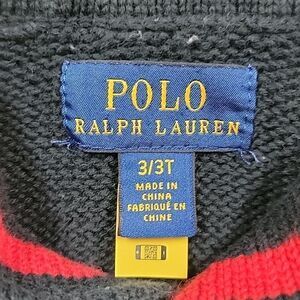 POLO
RALPH LAUREN
3/3T
MADE IN
CHINA
FABRIQUÉ EN
CHINE